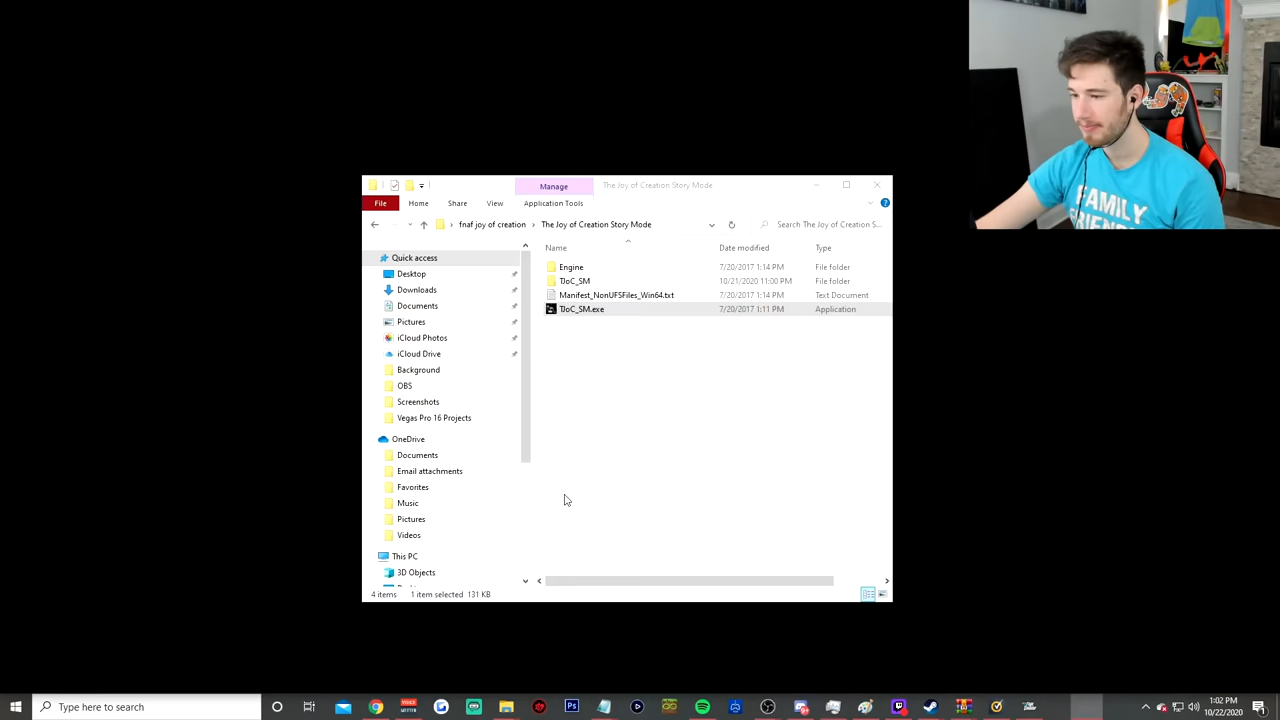 Manage
The Joy of Creation Story Mode
File
Home
Share
View
Application Tools
fnaf joy of creation
The Joy of Creation Story Mode
Search The Joy of Creation S...
Name
Date modified
Type
Quick access
Desktop
Downloads
Documents
Pictures
iCloud Photos
iCloud Drive
Background
OBS
Screenshots
Vegas Pro 16 Projects
OneDrive
Documents
Email attachments
Favorites
Music
Pictures
Videos
This PC
3D Objects
Engine 7/20/2017 1:14 PM File folder
TJoC_SM 10/21/2020 11:00 PM File folder
Manifest_NonUFSFiles_Win64.txt 7/20/2017 1:14 PM Text Document
TJoC_SM.exe 7/20/2017 1:11 PM Application
4 items 1 item selected 131 KB
FAMILY
Type here to search
Ps
1:02 PM
10/22/2020